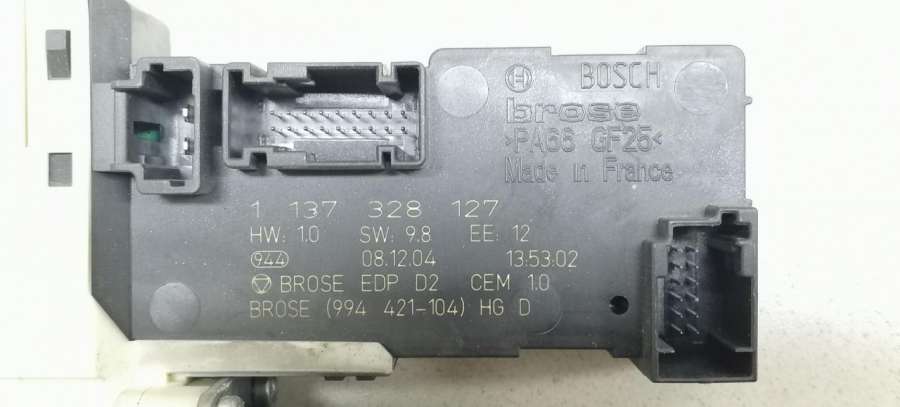 BOSCH
brose
>PA66 GF25<
Made in France
1 137 328 127
HW: 1.0 SW: 9.8 EE: 12
944 08.12.04 13.53.02
BROSE EDP D2 CEM 1.0
BROSE (994 421-104) HG D